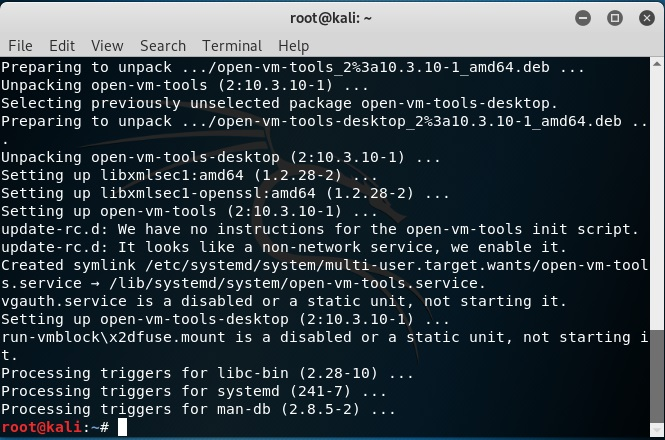 root@kali: ~
File Edit View Search Terminal Help
Preparing to unpack .../open-vm-tools_2%3a10.3.10-1_amd64.deb ...
Unpacking open-vm-tools (2:10.3.10-1) ...
Selecting previously unselected package open-vm-tools-desktop.
Preparing to unpack .../open-vm-tools-desktop_2%3a10.3.10-1_amd64.deb ..
.
Unpacking open-vm-tools-desktop (2:10.3.10-1) ...
Setting up libxmlsec1:amd64 (1.2.28-2) ...
Setting up libxmlsec1-openssl:amd64 (1.2.28-2) ...
Setting up open-vm-tools (2:10.3.10-1) ...
update-rc.d: We have no instructions for the open-vm-tools init script.
update-rc.d: It looks like a non-network service, we enable it.
Created symlink /etc/systemd/system/multi-user.target.wants/open-vm-tool
s.service → /lib/systemd/system/open-vm-tools.service.
vgauth.service is a disabled or a static unit, not starting it.
Setting up open-vm-tools-desktop (2:10.3.10-1) ...
run-vmblock\x2dfuse.mount is a disabled or a static unit, not starting i
t.
Processing triggers for libc-bin (2.28-10) ...
Processing triggers for systemd (241-7) ...
Processing triggers for man-db (2.8.5-2) ...
root@kali:~#